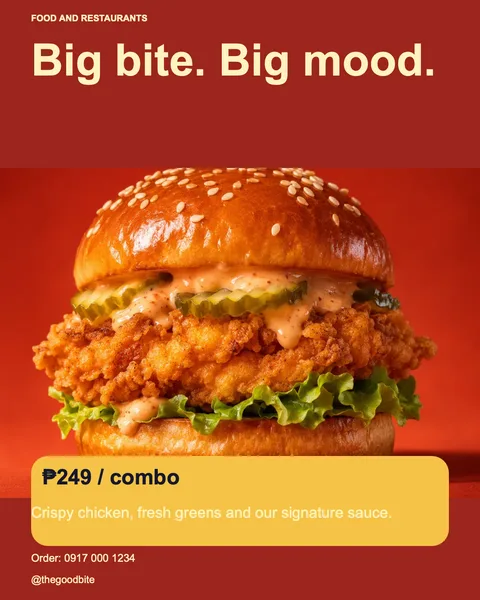 FOOD AND RESTAURANTS
Big bite. Big mood.
₱249 / combo
Crispy chicken, fresh greens and our signature sauce.
Order: 0917 000 1234
@thegoodbite